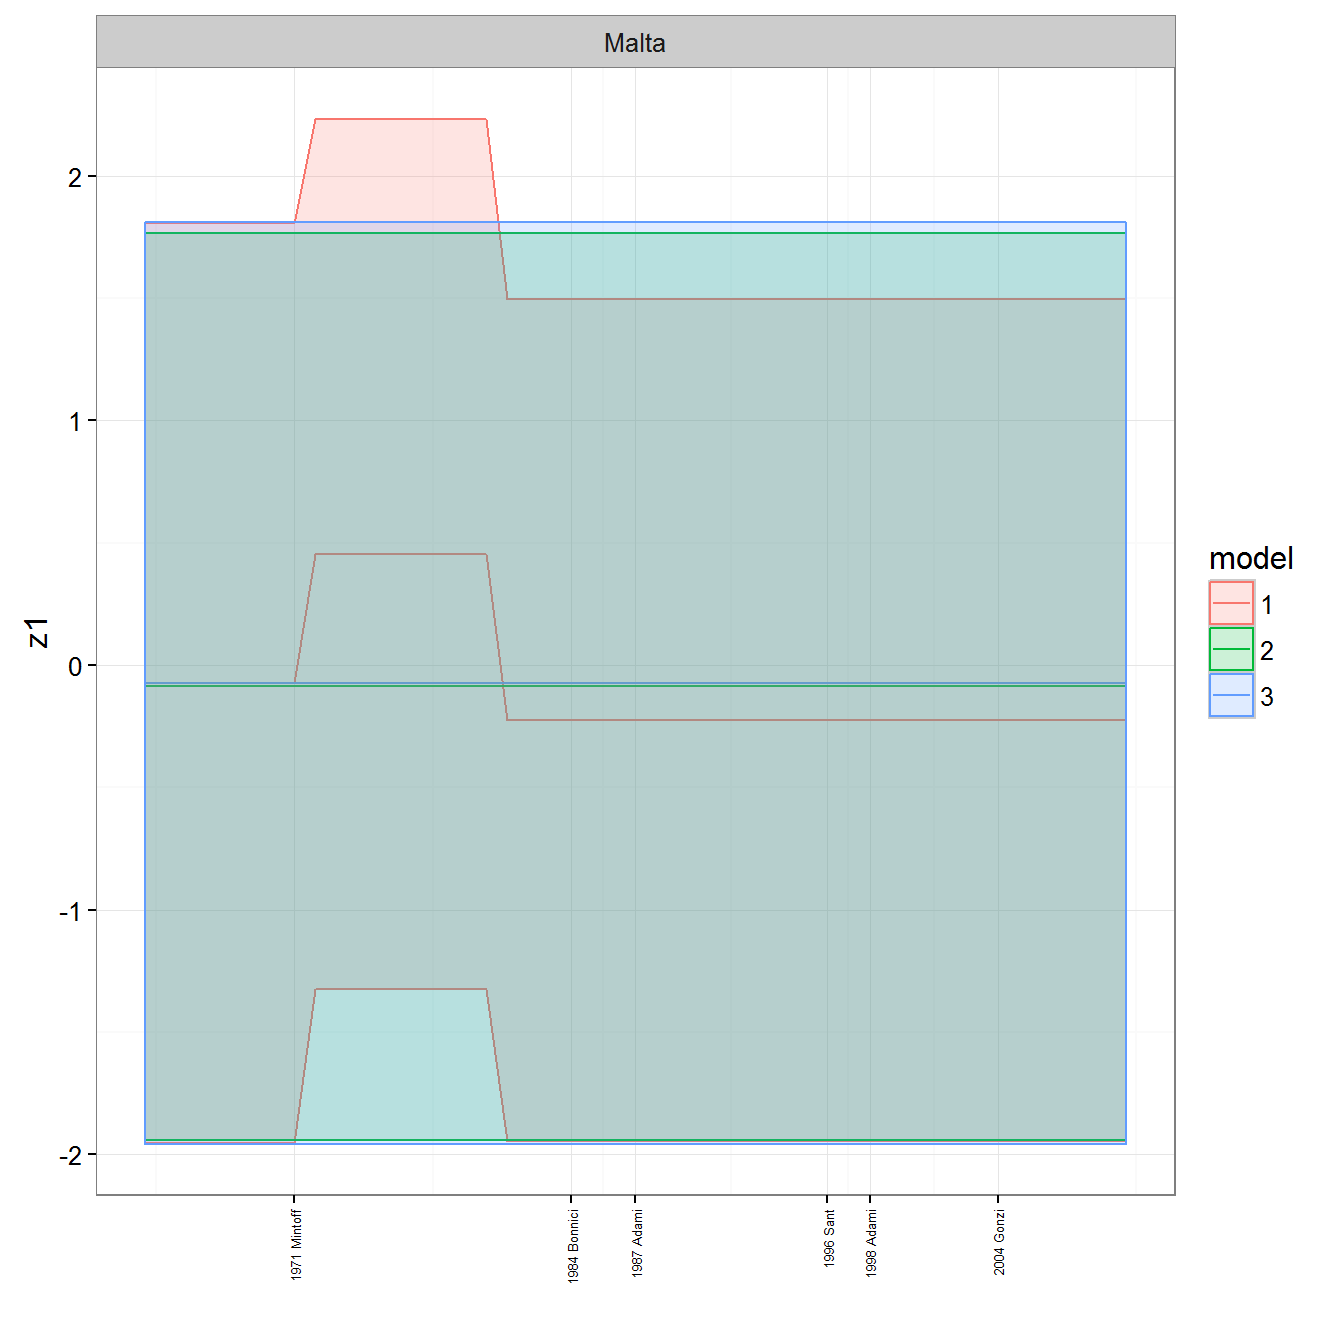 Malta
z1
2
1
0
-1
-2
1971 Mintoff
1984 Bonnici
1987 Adami
1996 Sant
1998 Adami
2004 Gonzi
model
1
2
3